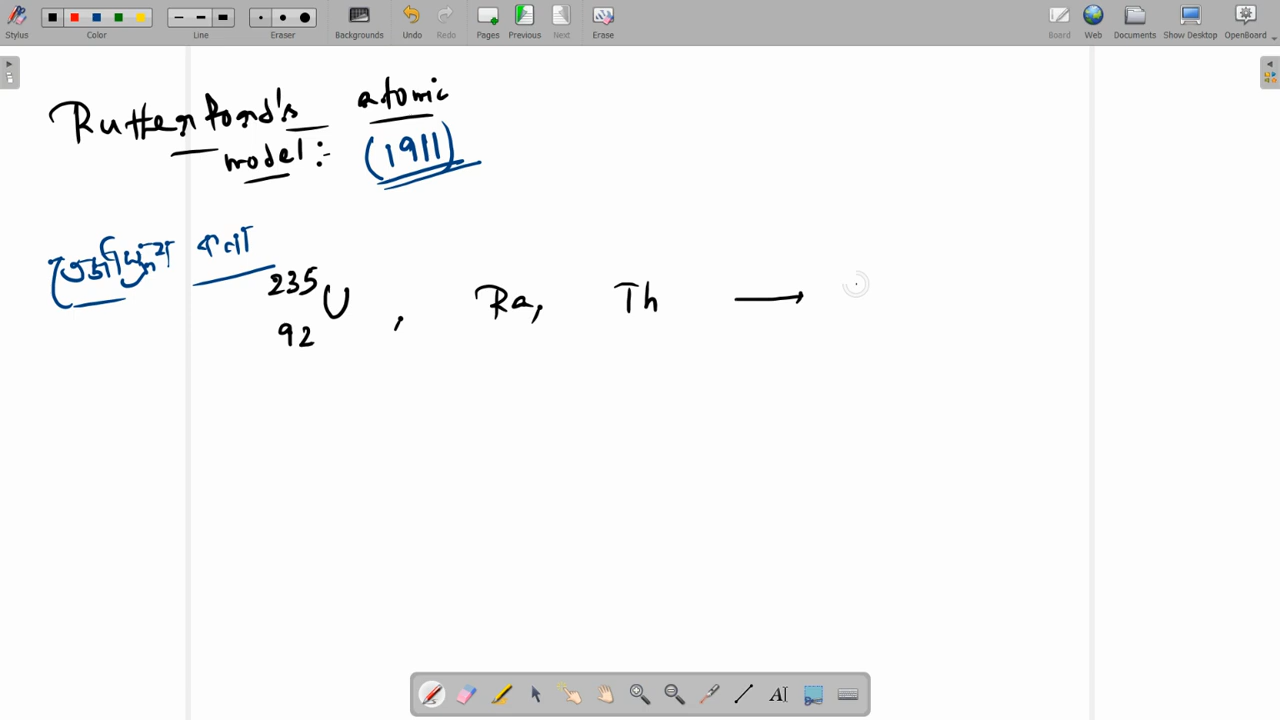 Stylus Color Line Eraser Backgrounds Undo Redo Pages Previous Next Erase Board Web Documents Show Desktop OpenBoard
Rutherford's atomic
model:- (1911)
তেজস্ক্রিয় কণা
235
U , Ra, Th
92
AI